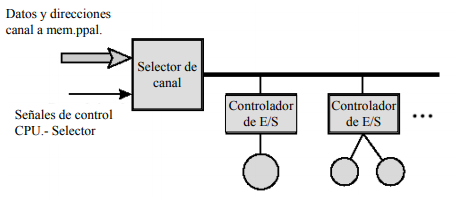 Datos y direcciones
canal a mem.ppal.
Selector de
canal
Señales de control
CPU.- Selector
Controlador
de E/S
Controlador
de E/S
...